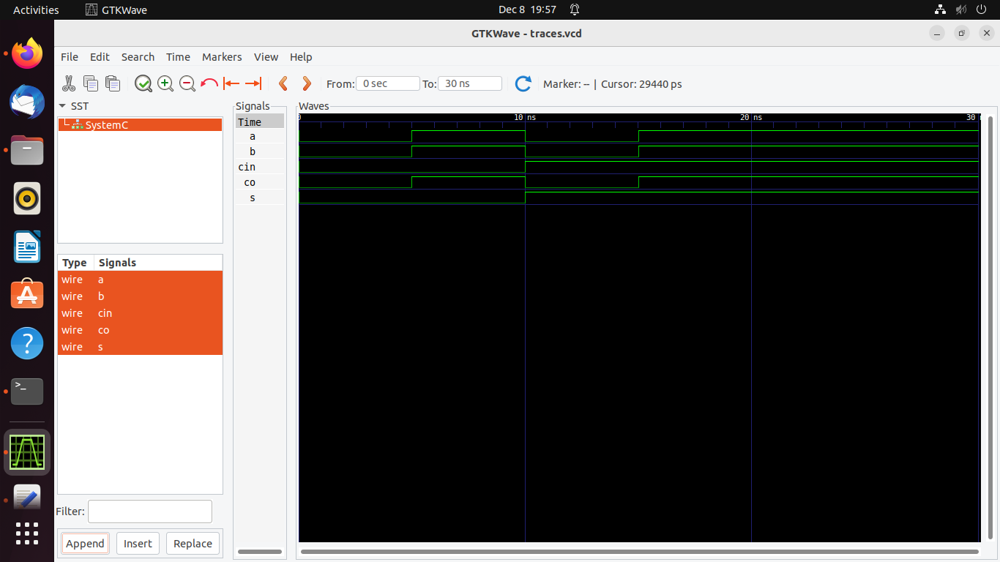 Activities GTKWave Dec 8 19:57
GTKWave - traces.vcd
File Edit Search Time Markers View Help
From: 0 sec To: 30 ns Marker: -- | Cursor: 29440 ps
SST
SystemC
Type Signals
wire a
wire b
wire cin
wire co
wire s
Filter:
Append Insert Replace
Signals
Time
a
b
cin
co
s
Waves
0 10 ns 20 ns 30